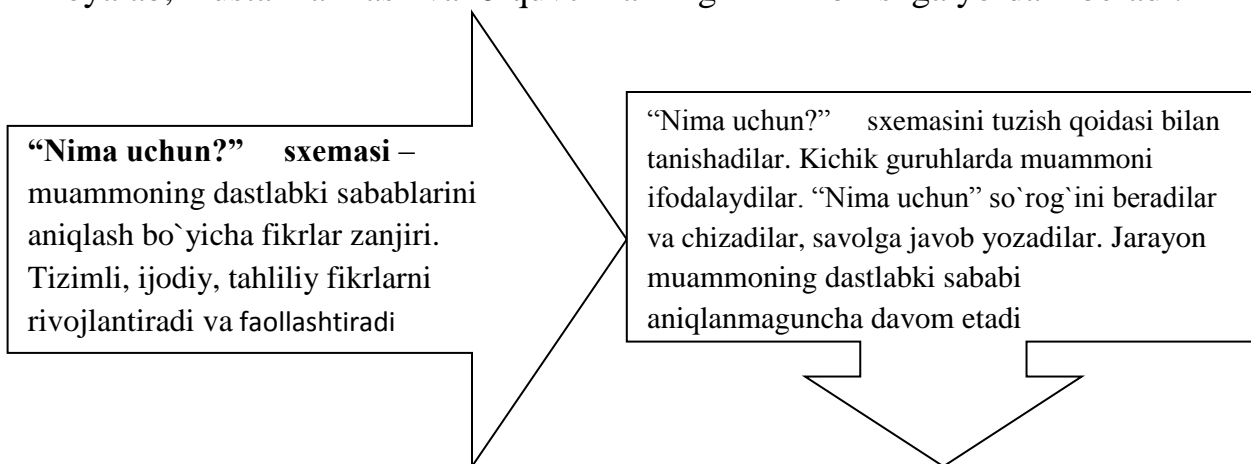 “Nima uchun?” sxemasi –
muammoning dastlabki sabablarini
aniqlash bo`yicha fikrlar zanjiri.
Tizimli, ijodiy, tahliliy fikrlarni
rivojlantiradi va faollashtiradi
“Nima uchun?” sxemasini tuzish qoidasi bilan
tanishadilar. Kichik guruhlarda muammoni
ifodalaydilar. “Nima uchun” so`rog`ini beradilar
va chizadilar, savolga javob yozadilar. Jarayon
muammoning dastlabki sababi
aniqlanmaguncha davom etadi